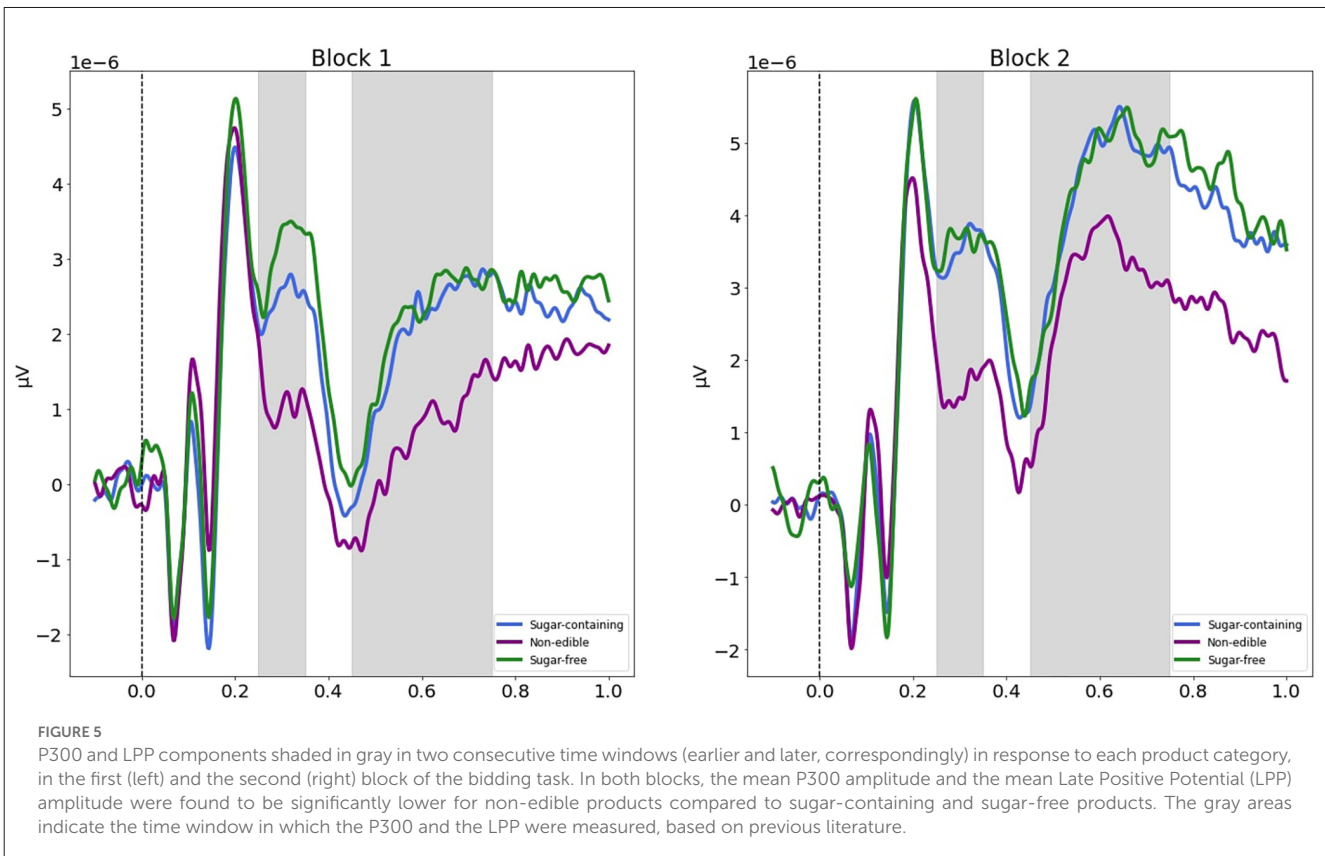 Block 1
1e−6
5
4
3
2
1
0
−1
−2
μV
0.0 0.2 0.4 0.6 0.8 1.0
Sugar-containing
Non-edible
Sugar-free
Block 2
1e−6
5
4
3
2
1
0
−1
−2
μV
0.0 0.2 0.4 0.6 0.8 1.0
Sugar-containing
Non-edible
Sugar-free
FIGURE 5
P300 and LPP components shaded in gray in two consecutive time windows (earlier and later, correspondingly) in response to each product category,
in the first (left) and the second (right) block of the bidding task. In both blocks, the mean P300 amplitude and the mean Late Positive Potential (LPP)
amplitude were found to be significantly lower for non-edible products compared to sugar-containing and sugar-free products. The gray areas
indicate the time window in which the P300 and the LPP were measured, based on previous literature.